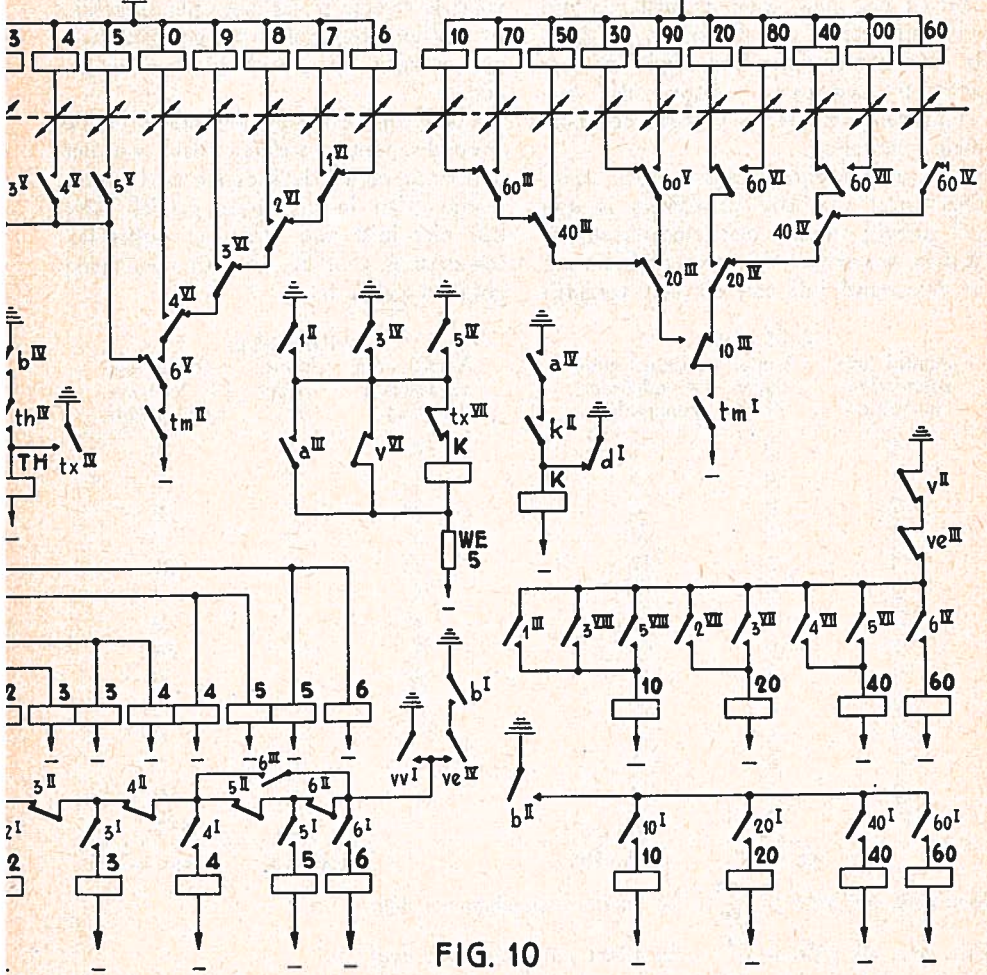 3 4 5 0 9 8 7 6 10 70 50 30 90 20 80 40 00 60
3V 4V 5V 1VI 60III 60V 60VI 60VII 60IV
2VI 40III 40IV
3VI 20III 20IV
4VI 1II 3IV 5IV
bIV 6V aIV 10III
thIV tmII aIII vVI txVII kII dI tmI
TH txIV K K vII
WE
5
veIII
1III 3VIII 5VIII 2VIII 3VII 4VII 5VII 6IV
2 3 3 4 4 5 5 6 bI 10 20 40 60
6III vvI veIV
3II 4II 5II 6II bII
2I 3I 4I 5I 6I 10I 20I 40I 60I
2 3 4 5 6 10 20 40 60
FIG. 10